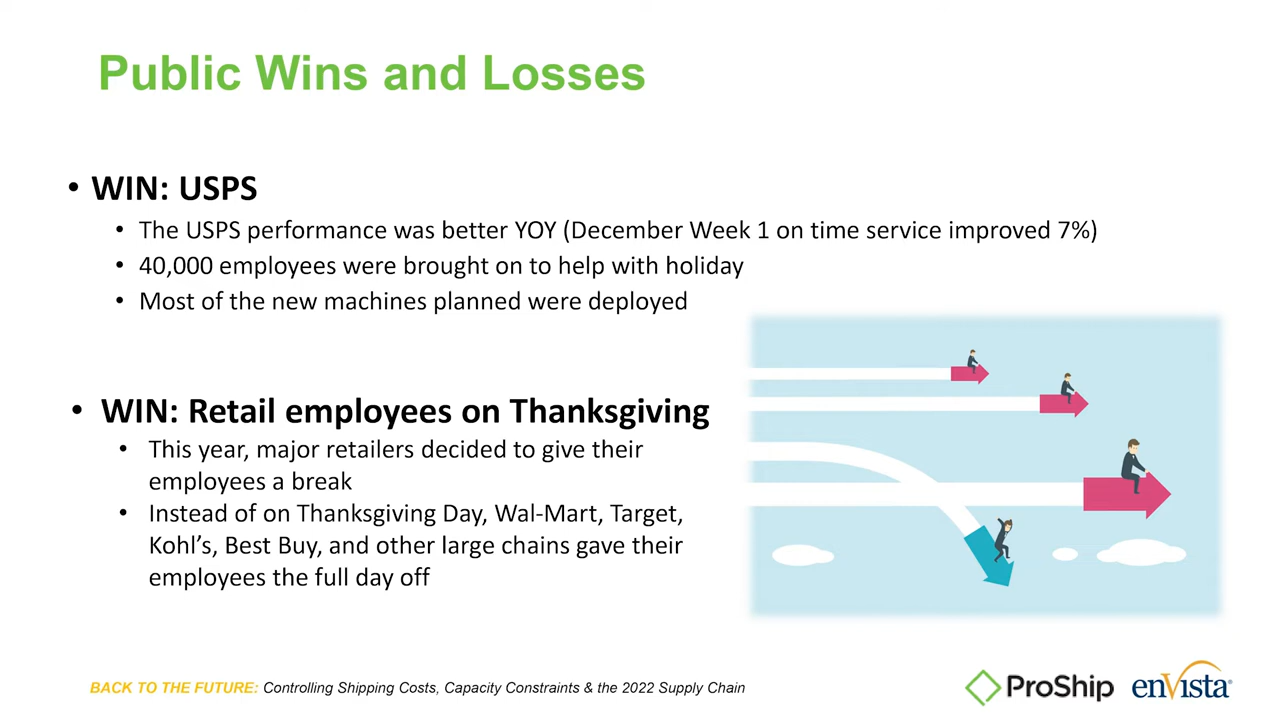 Public Wins and Losses
• WIN: USPS
• The USPS performance was better YOY (December Week 1 on time service improved 7%)
• 40,000 employees were brought on to help with holiday
• Most of the new machines planned were deployed
• WIN: Retail employees on Thanksgiving
• This year, major retailers decided to give their
employees a break
• Instead of on Thanksgiving Day, Wal-Mart, Target,
Kohl’s, Best Buy, and other large chains gave their
employees the full day off
BACK TO THE FUTURE: Controlling Shipping Costs, Capacity Constraints & the 2022 Supply Chain
ProShip
enVista®